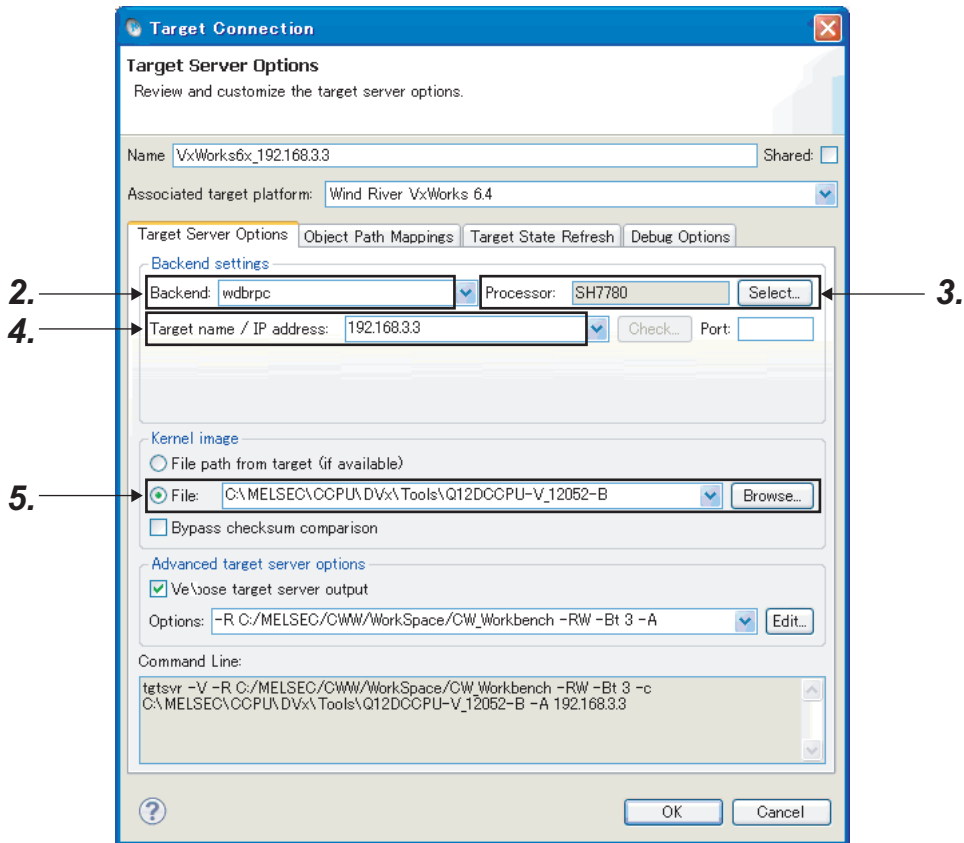 Target Connection
Target Server Options
Review and customize the target server options.
Name VxWorks6x_192.168.3.3 Shared:
Associated target platform: Wind River VxWorks 6.4
Target Server Options Object Path Mappings Target State Refresh Debug Options
Backend settings
2. Backend: wdbrpc Processor: SH7780 Select... 3.
4. Target name / IP address: 192.168.3.3 Check... Port:
Kernel image
File path from target (if available)
5. File: C:\MELSEC\CCPU\DVx\Tools\Q12DCCPU-V_12052-B Browse...
Bypass checksum comparison
Advanced target server options
Ve\bose target server output
Options: -R C:/MELSEC/CWW/WorkSpace/CW_Workbench -RW -Bt 3 -A Edit...
Command Line:
tgtsvr -V -R C:/MELSEC/CWW/WorkSpace/CW_Workbench -RW -Bt 3 -c
C:\MELSEC\CCPU\DVx\Tools\Q12DCCPU-V_12052-B -A 192.168.3.3
? OK Cancel